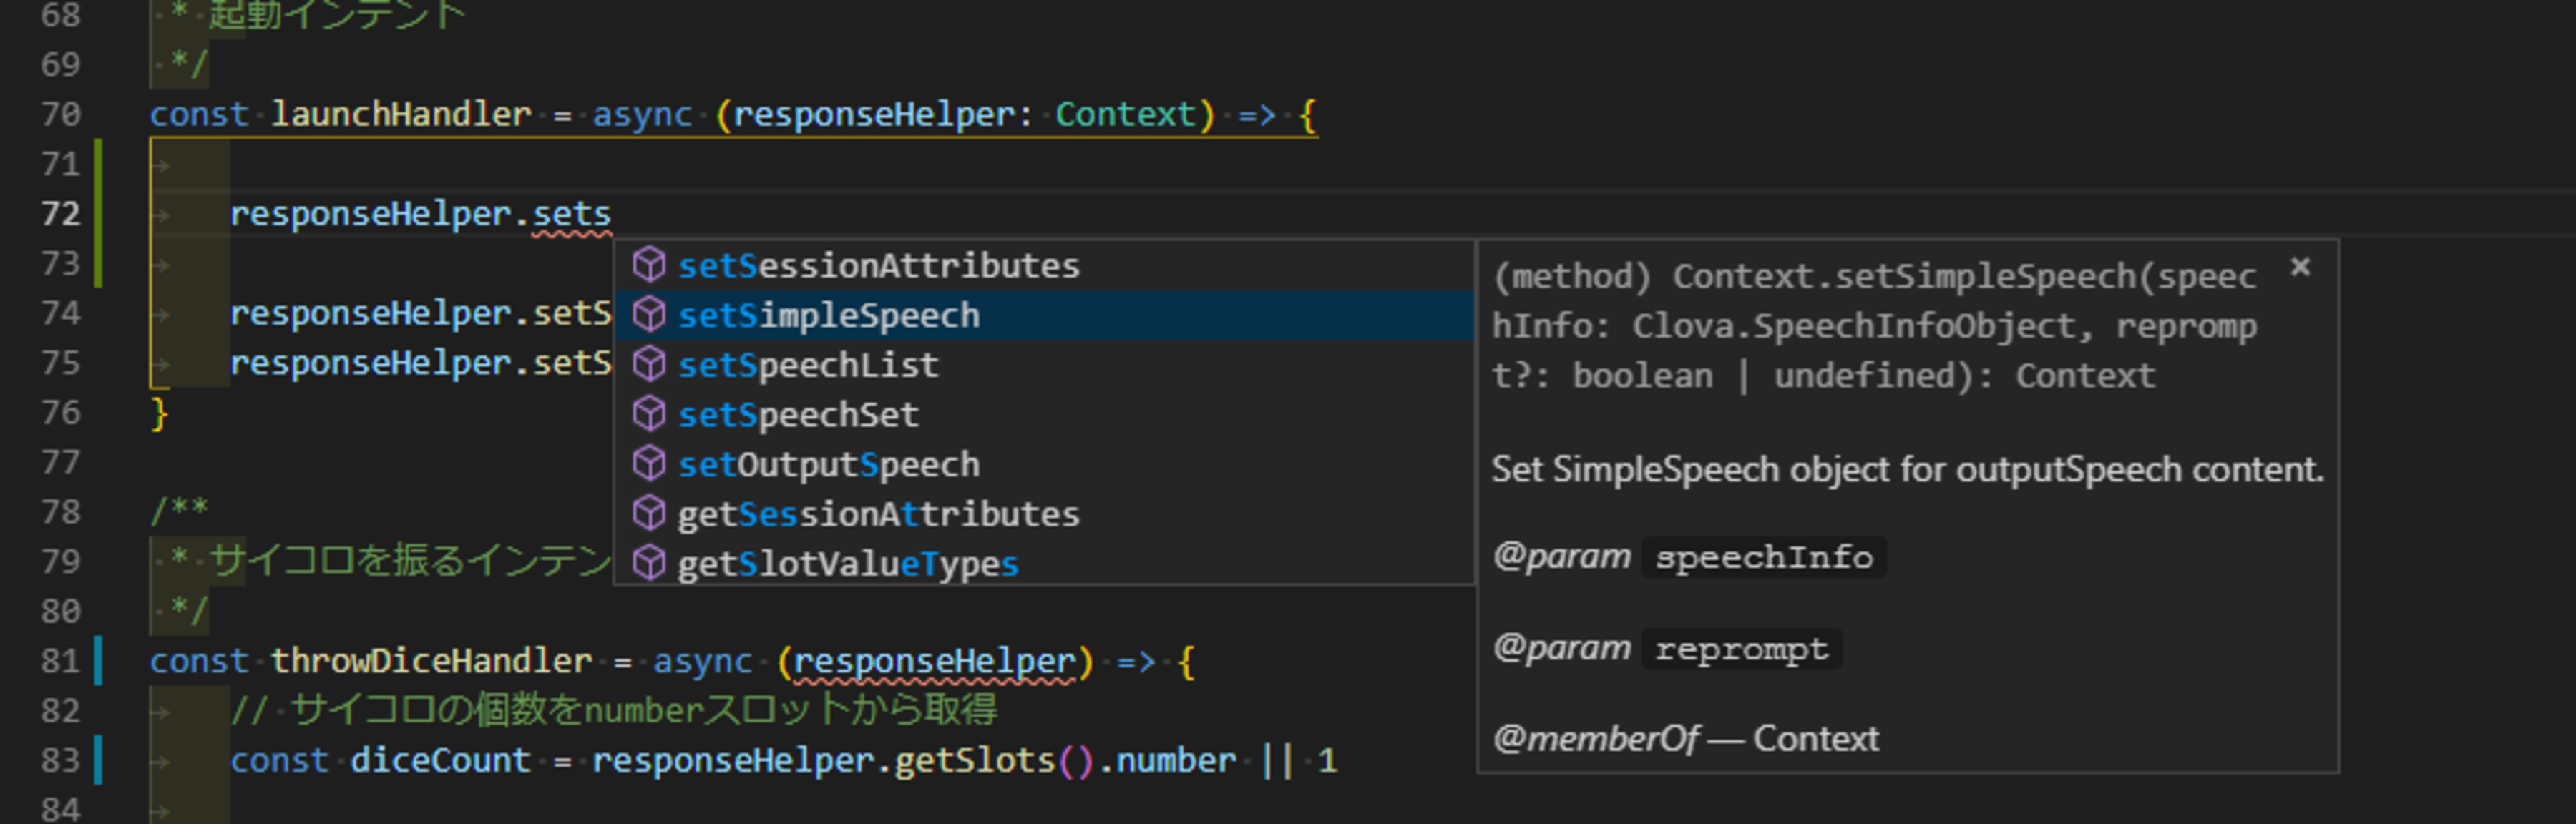 68 * 起動インテント
69 */
70 const launchHandler = async (responseHelper: Context) => {
71
72 responseHelper.sets
73
74 responseHelper.setS
75 responseHelper.setS
76 }
77
78 /**
79 * サイコロを振るインテン
80 */
81 const throwDiceHandler = async (responseHelper) => {
82 // サイコロの個数をnumberスロットから取得
83 const diceCount = responseHelper.getSlots().number || 1
84
setSessionAttributes
setSimpleSpeech
setSpeechList
setSpeechSet
setOutputSpeech
getSessionAttributes
getSlotValueTypes
(method) Context.setSimpleSpeech(speec
hInfo: Clova.SpeechInfoObject, repromp
t?: boolean | undefined): Context
Set SimpleSpeech object for outputSpeech content.
@param speechInfo
@param reprompt
@memberOf — Context